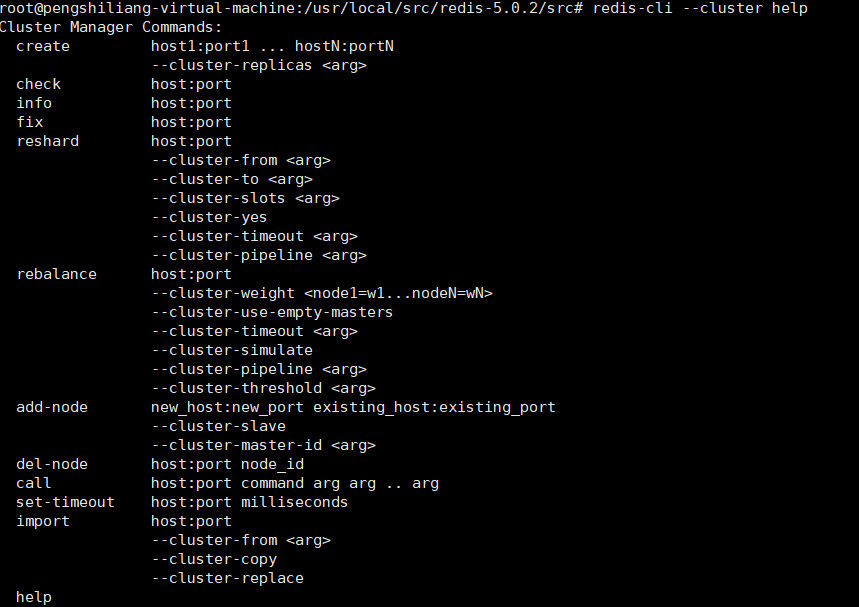 root@pengshiliang-virtual-machine:/usr/local/src/redis-5.0.2/src# redis-cli --cluster help
Cluster Manager Commands:
  create         host1:port1 ... hostN:portN
                 --cluster-replicas <arg>
  check          host:port
  info           host:port
  fix            host:port
  reshard        host:port
                 --cluster-from <arg>
                 --cluster-to <arg>
                 --cluster-slots <arg>
                 --cluster-yes
                 --cluster-timeout <arg>
                 --cluster-pipeline <arg>
  rebalance      host:port
                 --cluster-weight <node1=w1...nodeN=wN>
                 --cluster-use-empty-masters
                 --cluster-timeout <arg>
                 --cluster-simulate
                 --cluster-pipeline <arg>
                 --cluster-threshold <arg>
  add-node       new_host:new_port existing_host:existing_port
                 --cluster-slave
                 --cluster-master-id <arg>
  del-node       host:port node_id
  call           host:port command arg arg .. arg
  set-timeout    host:port milliseconds
  import         host:port
                 --cluster-from <arg>
                 --cluster-copy
                 --cluster-replace
  help